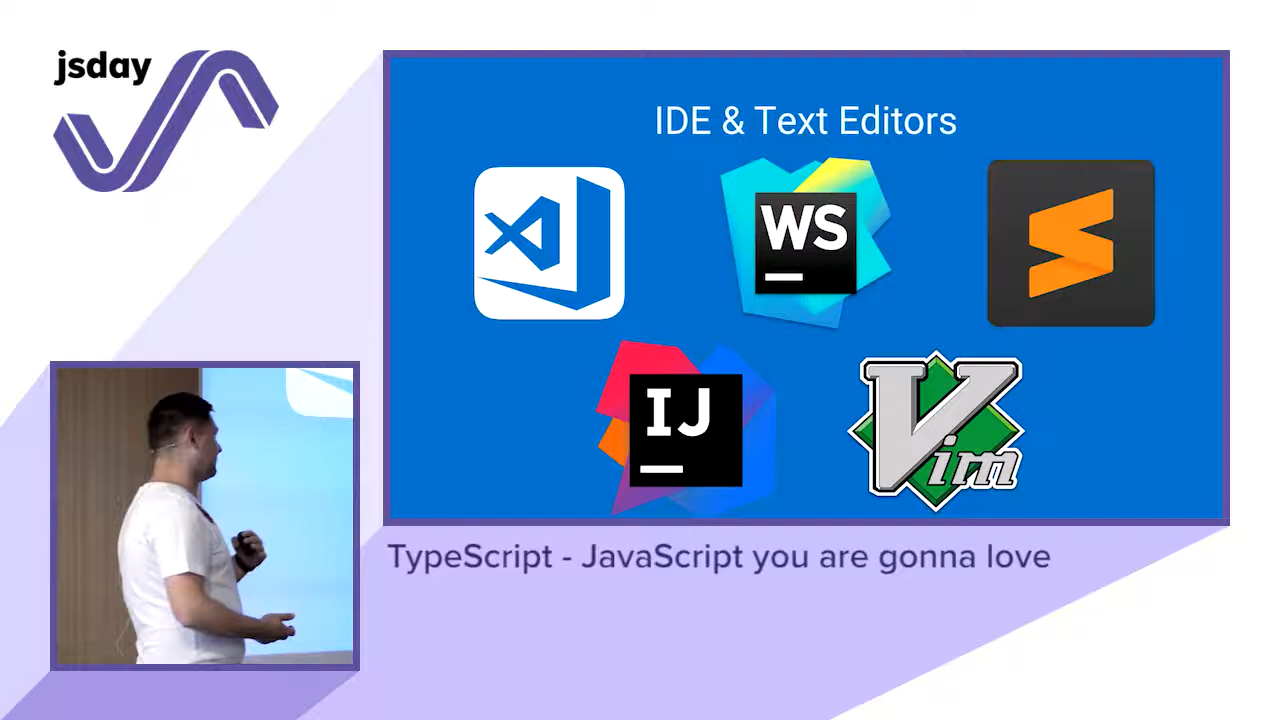 jsday
IDE & Text Editors
WS
IJ
Vim
TypeScript - JavaScript you are gonna love